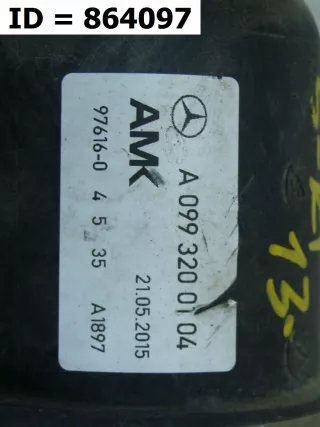 ID = 864097
A 099 320 01 04
AMK 21.05.2015
97616-0 4 5 35 A1897
13.